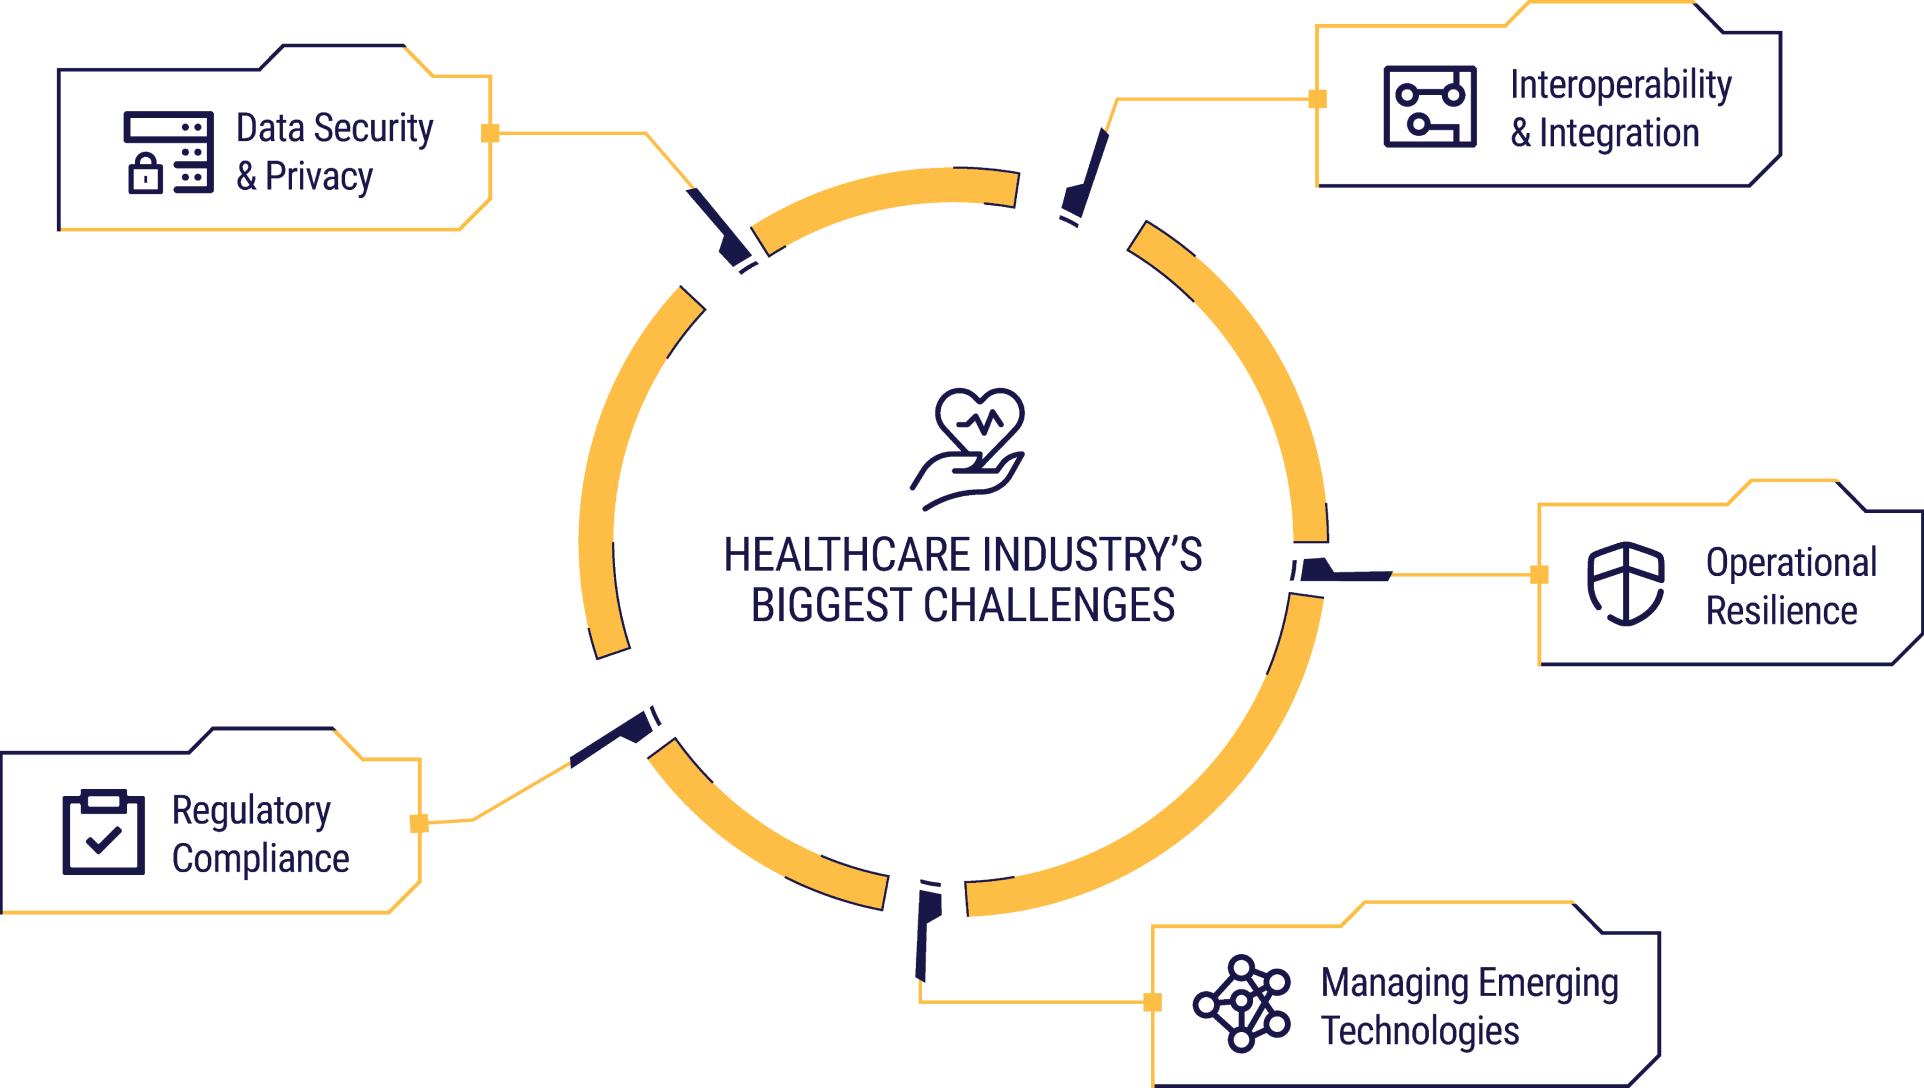 Data Security
& Privacy
Interoperability
& Integration
HEALTHCARE INDUSTRY’S
BIGGEST CHALLENGES
Operational
Resilience
Regulatory
Compliance
Managing Emerging
Technologies